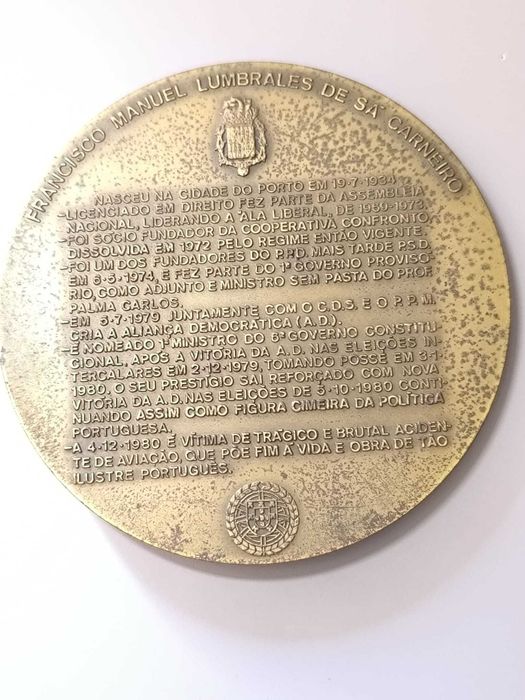 FRANCISCO MANUEL LUMBRALES DE SÁ CARNEIRO
NASCEU NA CIDADE DO PORTO EM 19·7·1934
-LICENCIADO EM DIREITO FEZ PARTE DA ASSEMBLEIA
NACIONAL, LIDERANDO A "ALA LIBERAL", DE 1969-1973.
-FOI SÓCIO FUNDADOR DA COOPERATIVA CONFRONTO,
DISSOLVIDA EM 1972 PELO REGIME ENTÃO VIGENTE.
-FOI UM DOS FUNDADORES DO P.P.D. MAIS TARDE P.S.D.
EM 6·5·1974, E FEZ PARTE DO 1º GOVERNO PROVISÓ-
RIO, COMO ADJUNTO E MINISTRO SEM PASTA DO PROF.
PALMA CARLOS.
-EM 5·7·1979 JUNTAMENTE COM O C.D.S. E O P.P.M.
CRIA A ALIANÇA DEMOCRÁTICA (A.D.).
-É NOMEADO 1º MINISTRO DO 6º GOVERNO CONSTITU-
CIONAL, APÓS A VITÓRIA DA A.D. NAS ELEIÇÕES IN-
TERCALARES EM 2·12·1979, TOMANDO POSSE EM 3·1·
1980, O SEU PRESTÍGIO SAI REFORÇADO COM NOVA
VITÓRIA DA A.D. NAS ELEIÇÕES DE 5·10·1980 CONTI-
NUANDO ASSIM COMO FIGURA CIMEIRA DA POLÍTICA
PORTUGUESA.
-A 4·12·1980 É VÍTIMA DE TRÁGICO E BRUTAL ACIDEN-
TE DE AVIAÇÃO, QUE PÕE FIM À VIDA E OBRA DE TÃO
ILUSTRE PORTUGUÊS.